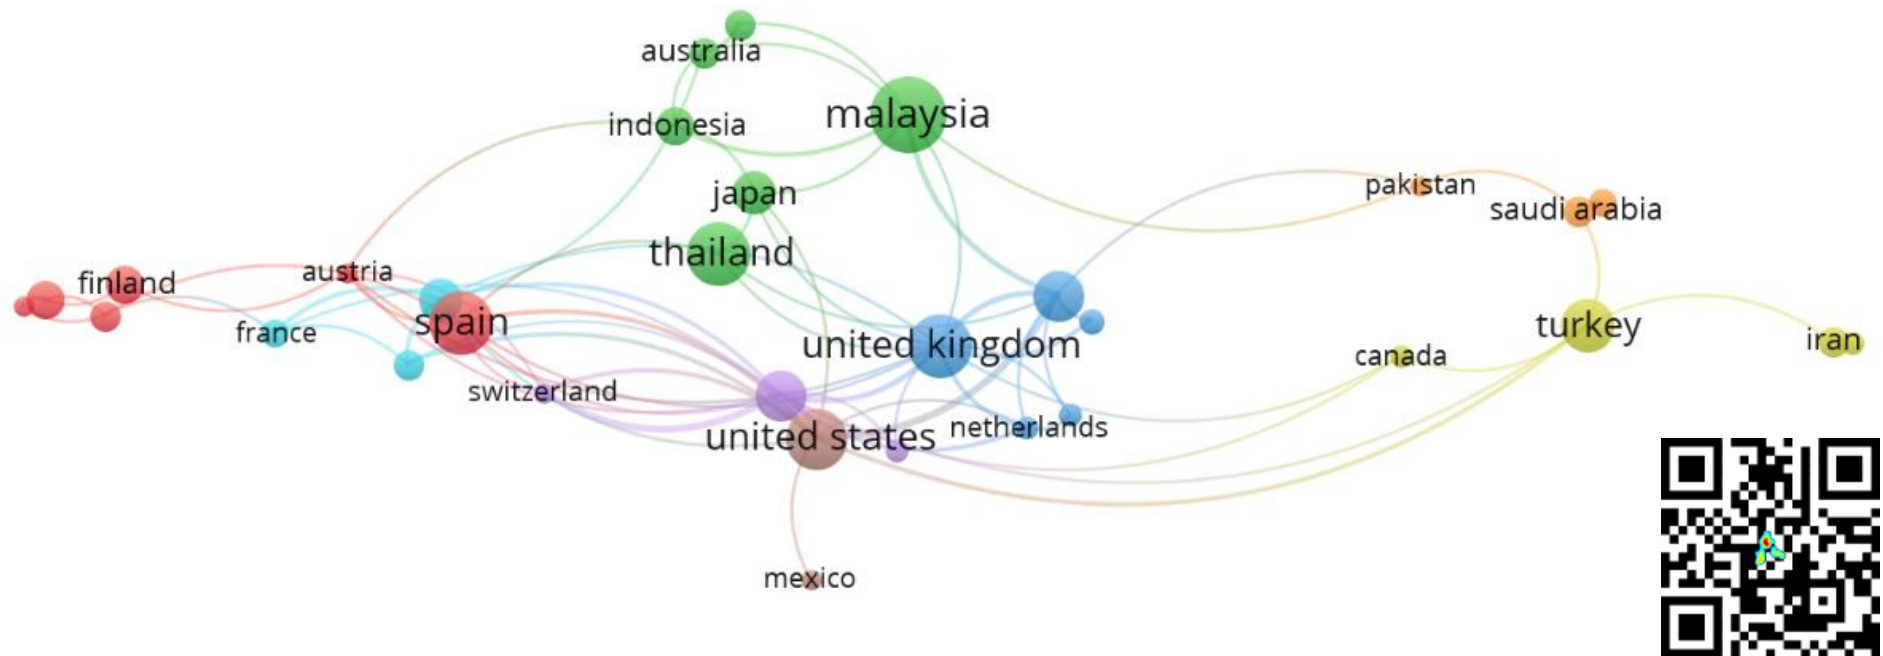 australia
malaysia
indonesia
japan
pakistan
saudi arabia
thailand
austria
finland
spain
france
united kingdom
turkey
iran
canada
switzerland
united states
netherlands
mexico